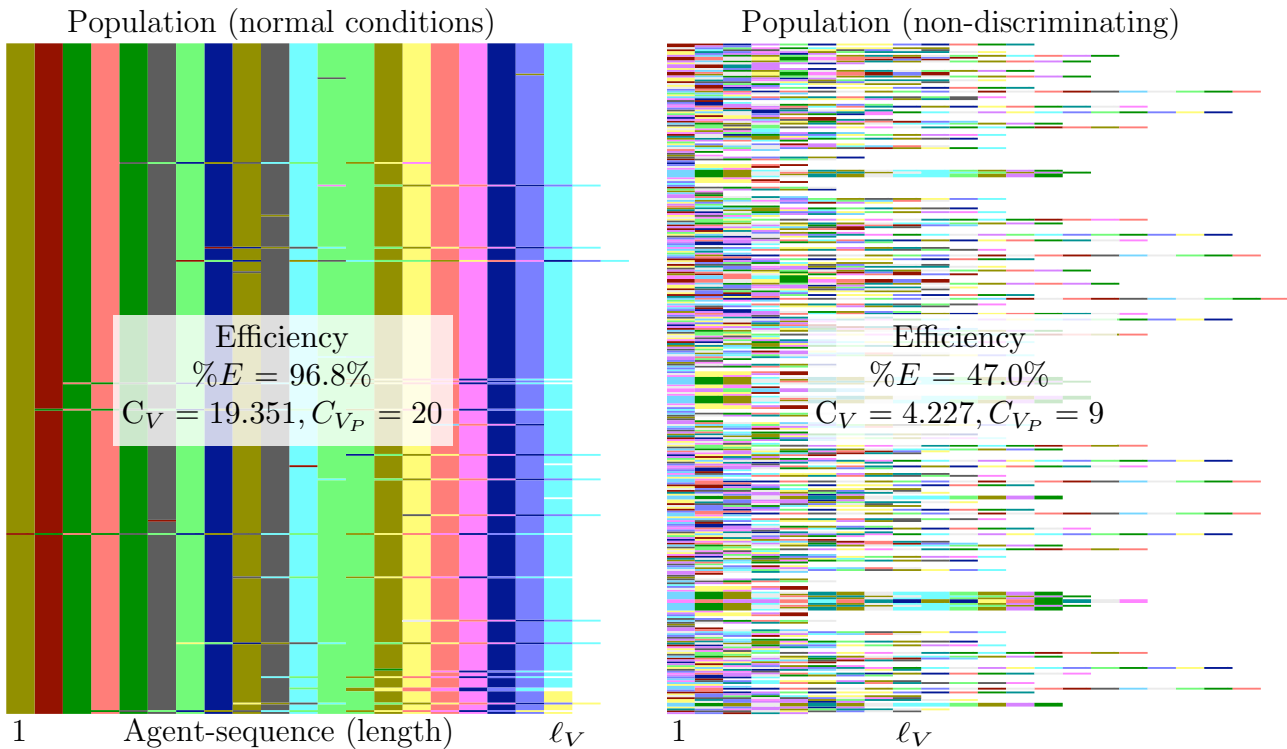 Population (normal conditions)
Efficiency
%E = 96.8%
C_V = 19.351, C_{V_P} = 20
1 Agent-sequence (length) ℓ_V
Population (non-discriminating)
Efficiency
%E = 47.0%
C_V = 4.227, C_{V_P} = 9
1 ℓ_V